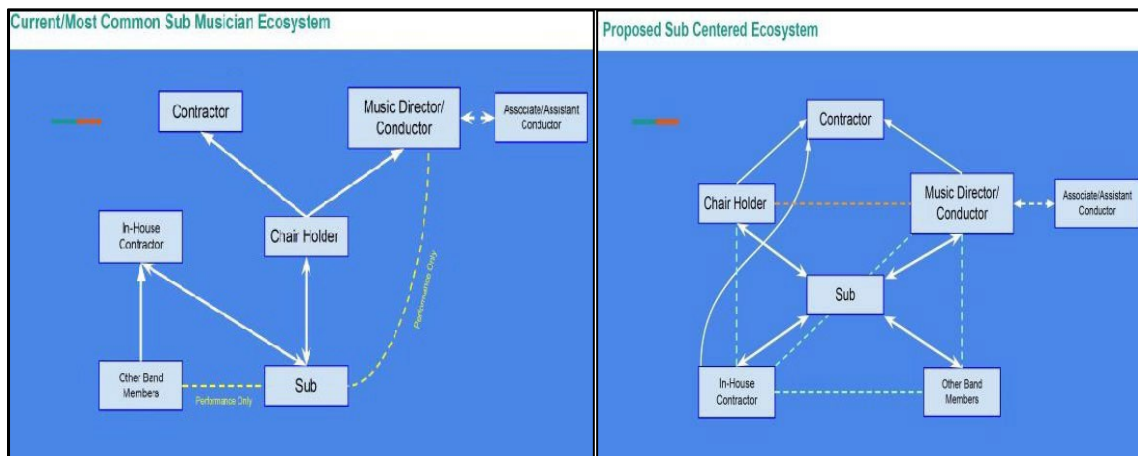 Current/Most Common Sub Musician Ecosystem
Contractor
Music Director/
Conductor
Associate/Assistant
Conductor
In-House
Contractor
Chair Holder
Performance Only
Other Band
Members
Performance Only
Sub
Proposed Sub Centered Ecosystem
Contractor
Chair Holder
Music Director/
Conductor
Associate/Assistant
Conductor
Sub
In-House
Contractor
Other Band
Members